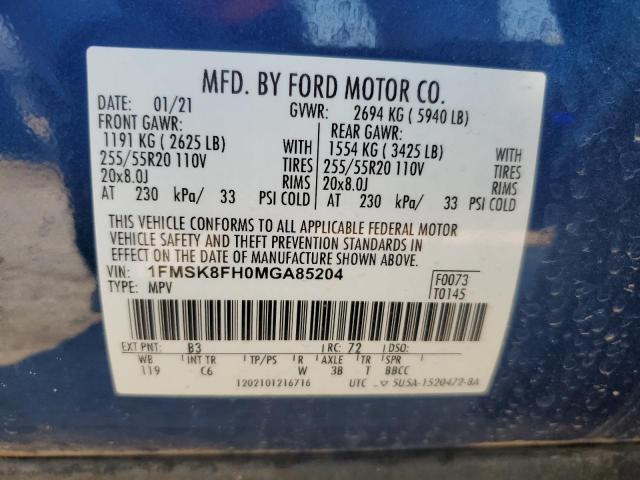 MFD. BY FORD MOTOR CO.
DATE: 01/21 GVWR: 2694 KG ( 5940 LB)
FRONT GAWR: REAR GAWR:
1191 KG ( 2625 LB) WITH 1554 KG ( 3425 LB) WITH
255/55R20 110V TIRES 255/55R20 110V TIRES
20x8.0J RIMS 20x8.0J RIMS
AT 230 kPa/ 33 PSI COLD AT 230 kPa/ 33 PSI COLD
THIS VEHICLE CONFORMS TO ALL APPLICABLE FEDERAL MOTOR
VEHICLE SAFETY AND THEFT PREVENTION STANDARDS IN
EFFECT ON THE DATE OF MANUFACTURE SHOWN ABOVE.
VIN: 1FMSK8FH0MGA85204 F0073
TYPE: MPV T0145
EXT PNT: B3 RC: 72 DSO:
WB INT TR TP/PS R AXLE TR SPR
119 C6 W 3B T BBCC
1202101216716 UTC ▽ 5U5A-1520472-BA